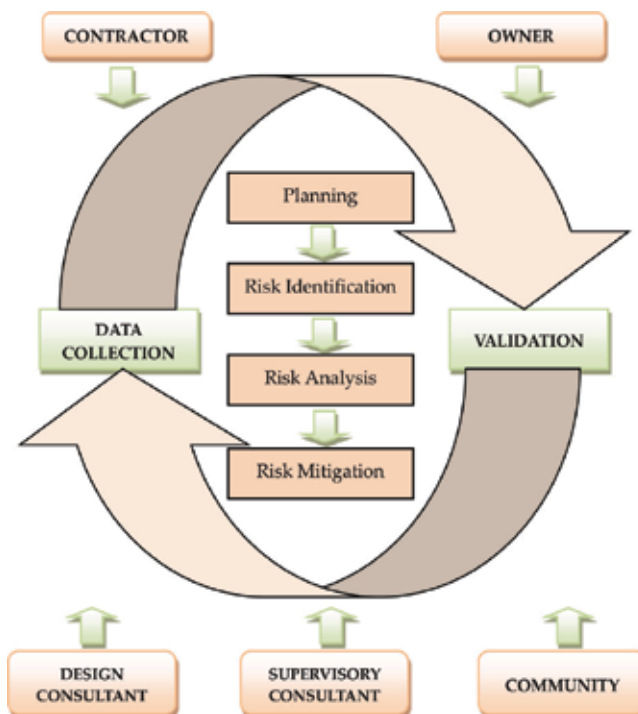 CONTRACTOR
OWNER
Planning
Risk Identification
DATA
COLLECTION
VALIDATION
Risk Analysis
Risk Mitigation
DESIGN
CONSULTANT
SUPERVISORY
CONSULTANT
COMMUNITY